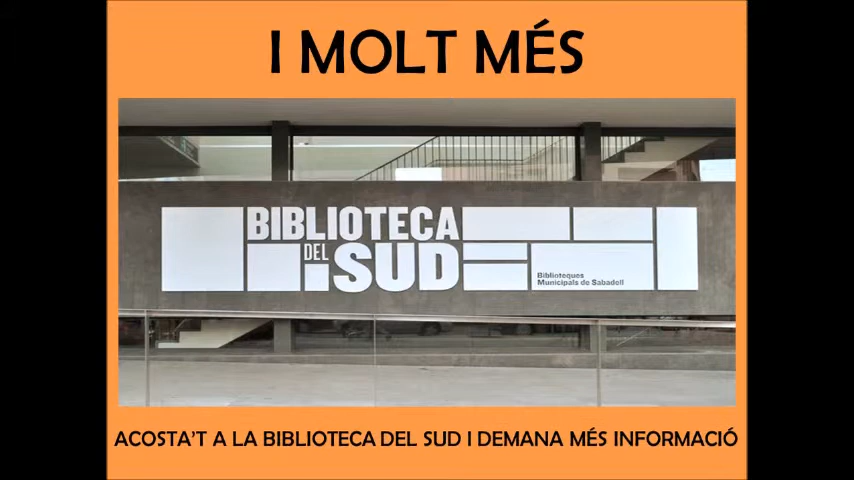 I MOLT MÉS
BIBLIOTECA
DEL SUD
Biblioteques
Municipals de Sabadell
ACOSTA'T A LA BIBLIOTECA DEL SUD I DEMANA MÉS INFORMACIÓ